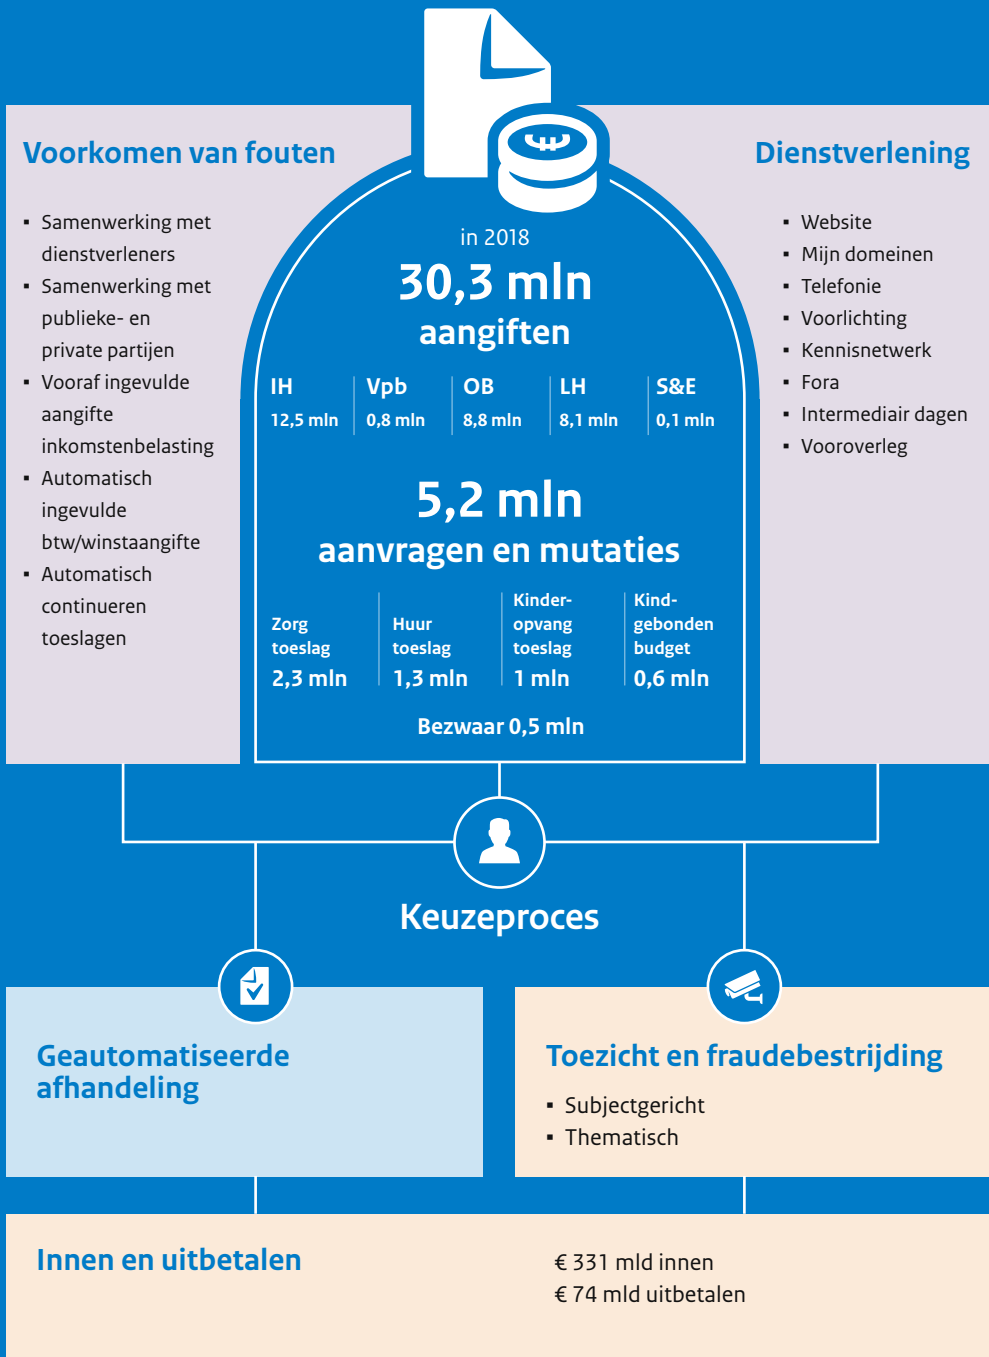 Voorkomen van fouten
▪ Samenwerking met
dienstverleners
▪ Samenwerking met
publieke- en
private partijen
▪ Vooraf ingevulde
aangifte
inkomstenbelasting
▪ Automatisch
ingevulde
btw/winstaangifte
▪ Automatisch
continueren
toeslagen
in 2018
30,3 mln
aangiften
IH Vpb OB LH S&E
12,5 mln 0,8 mln 8,8 mln 8,1 mln 0,1 mln
5,2 mln
aanvragen en mutaties
Zorg
toeslag
2,3 mln
Huur
toeslag
1,3 mln
Kinder-
opvang
toeslag
1 mln
Kind-
gebonden
budget
0,6 mln
Bezwaar 0,5 mln
Dienstverlening
▪ Website
▪ Mijn domeinen
▪ Telefonie
▪ Voorlichting
▪ Kennisnetwerk
▪ Fora
▪ Intermediair dagen
▪ Vooroverleg
Keuzeproces
Geautomatiseerde
afhandeling
Toezicht en fraudebestrijding
▪ Subjectgericht
▪ Thematisch
Innen en uitbetalen
€ 331 mld innen
€ 74 mld uitbetalen